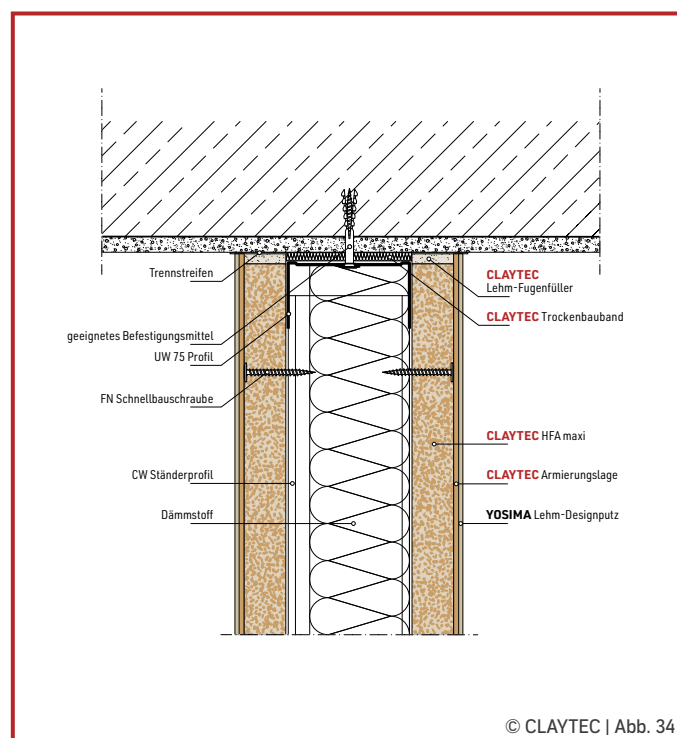 Trennstreifen
geeignetes Befestigungsmittel
UW 75 Profil
FN Schnellbauschraube
CW Ständerprofil
Dämmstoff
CLAYTEC
Lehm-Fugenfüller
CLAYTEC Trockenbauband
CLAYTEC HFA maxi
CLAYTEC Armierungslage
YOSIMA Lehm-Designputz
© CLAYTEC | Abb. 34